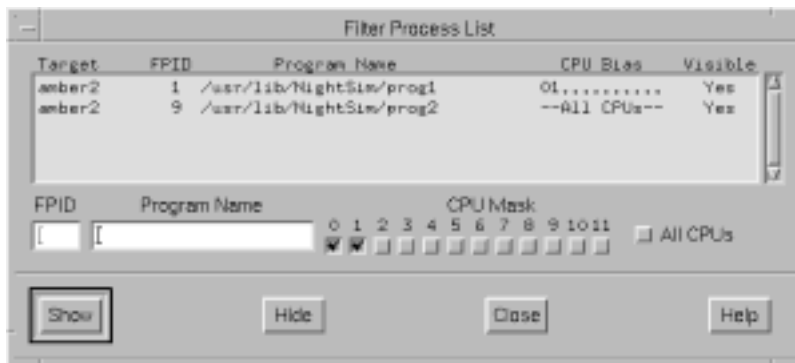 Filter Process List
Target FPID Program Name CPU Bias Visible
amber2 1 /usr/lib/NightSim/prog1 01.......... Yes
amber2 9 /usr/lib/NightSim/prog2 --All CPUs-- Yes
FPID Program Name CPU Mask
0 1 2 3 4 5 6 7 8 9 10 11
All CPUs
Show Hide Close Help